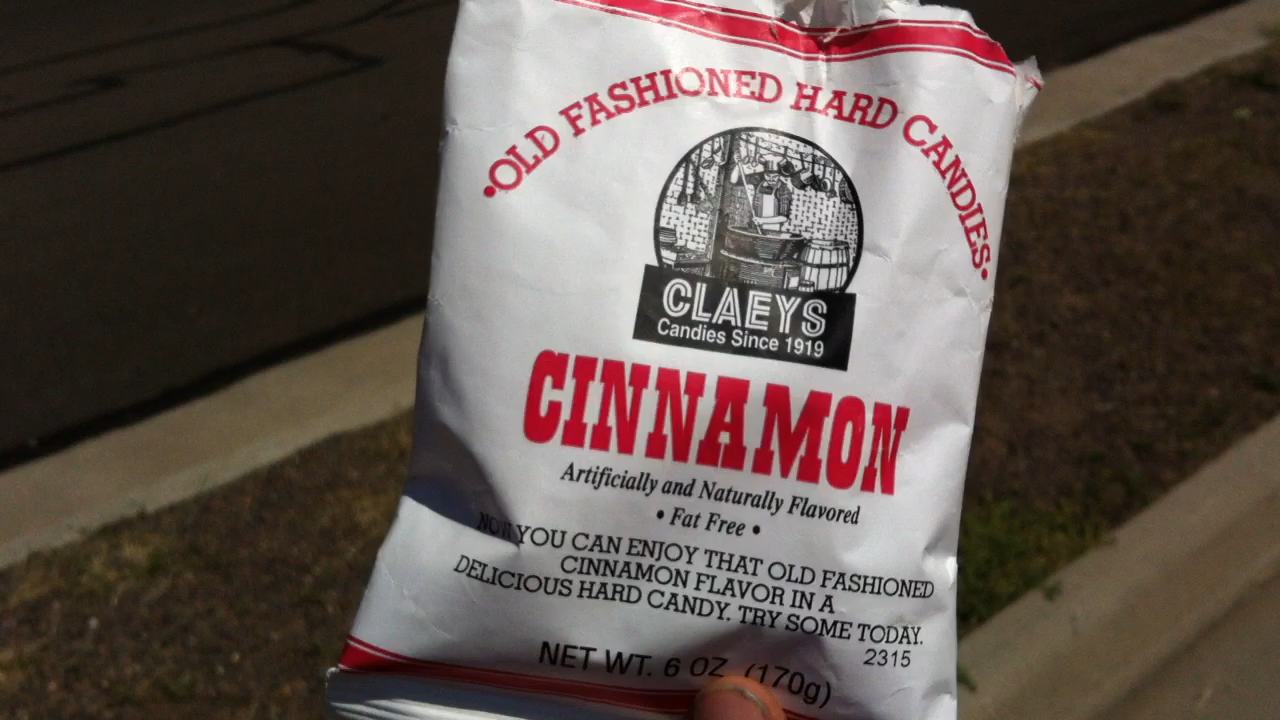 •OLD FASHIONED HARD CANDIES•
CLAEYS
Candies Since 1919
CINNAMON
Artificially and Naturally Flavored
• Fat Free •
NOW YOU CAN ENJOY THAT OLD FASHIONED
CINNAMON FLAVOR IN A
DELICIOUS HARD CANDY. TRY SOME TODAY.
2315
NET WT. 6 OZ (170g)